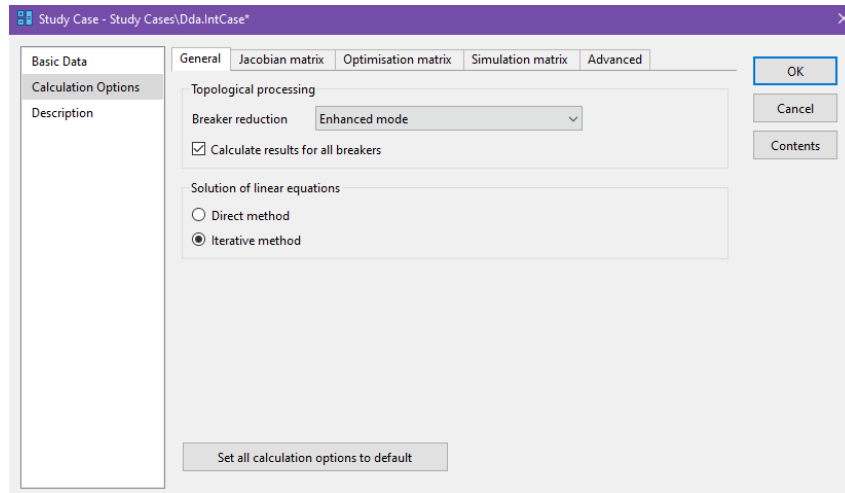 Study Case - Study Cases\Dda.IntCase*
Basic Data
Calculation Options
Description
General Jacobian matrix Optimisation matrix Simulation matrix Advanced
Topological processing
Breaker reduction Enhanced mode
Calculate results for all breakers
Solution of linear equations
Direct method
Iterative method
Set all calculation options to default
OK
Cancel
Contents